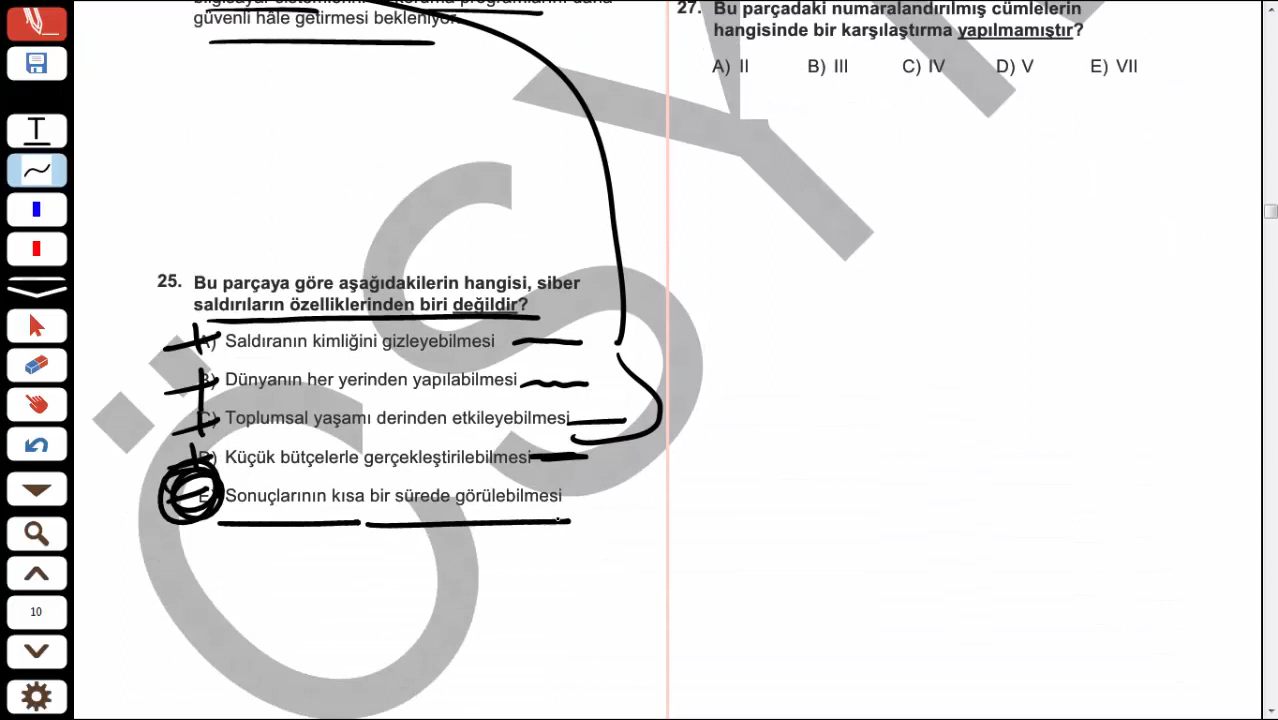 güvenli hâle getirmesi bekleniyor.
25. Bu parçaya göre aşağıdakilerin hangisi, siber
saldırıların özelliklerinden biri değildir?
A) Saldıranın kimliğini gizleyebilmesi
B) Dünyanın her yerinden yapılabilmesi
C) Toplumsal yaşamı derinden etkileyebilmesi
D) Küçük bütçelerle gerçekleştirilebilmesi
E) Sonuçlarının kısa bir sürede görülebilmesi
27. Bu parçadaki numaralandırılmış cümlelerin
hangisinde bir karşılaştırma yapılmamıştır?
A) II B) III C) IV D) V E) VII
T
10
ÖSYM